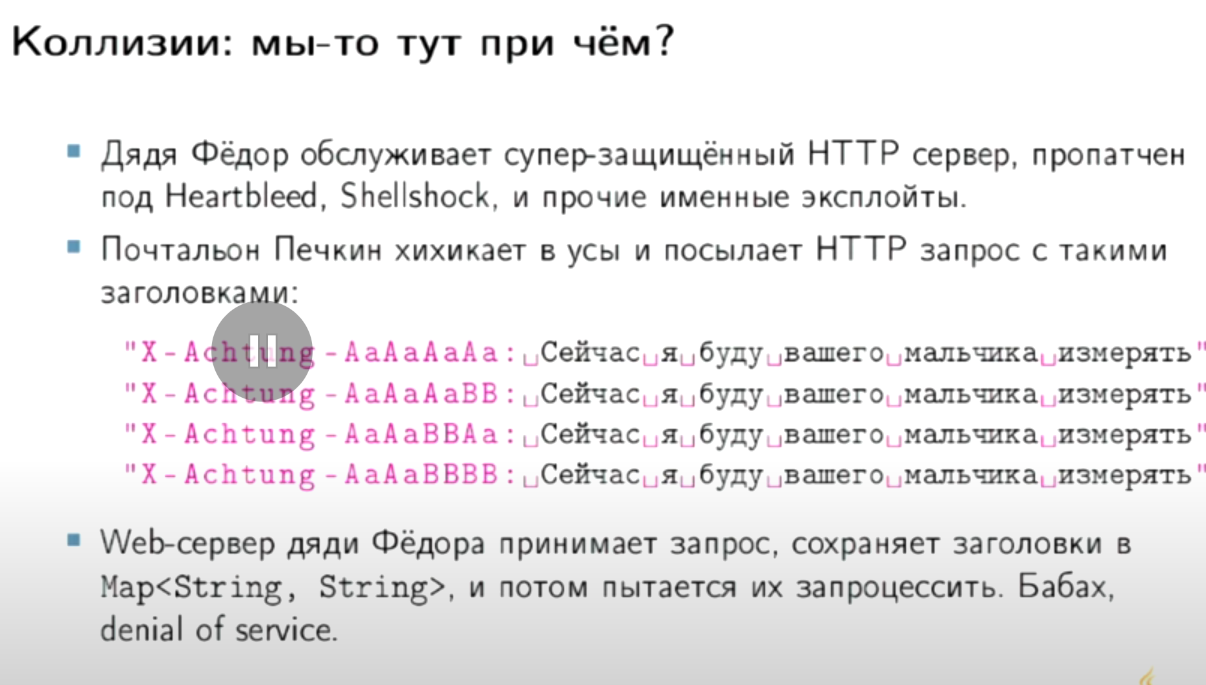 Коллизии: мы-то тут при чём?
Дядя Фёдор обслуживает супер-защищённый HTTP сервер, пропатчен
под Heartbleed, Shellshock, и прочие именные эксплойты.
Почтальон Печкин хихикает в усы и посылает HTTP запрос с такими
заголовками:
"X-Achtung-AaAaAaAa:␣Сейчас␣я␣буду␣вашего␣мальчика␣измерять"
"X-Achtung-AaAaAaBB:␣Сейчас␣я␣буду␣вашего␣мальчика␣измерять"
"X-Achtung-AaAaBBAa:␣Сейчас␣я␣буду␣вашего␣мальчика␣измерять"
"X-Achtung-AaAaBBBB:␣Сейчас␣я␣буду␣вашего␣мальчика␣измерять"
Web-сервер дяди Фёдора принимает запрос, сохраняет заголовки в
Map<String, String>, и потом пытается их запроцессить. Бабах,
denial of service.